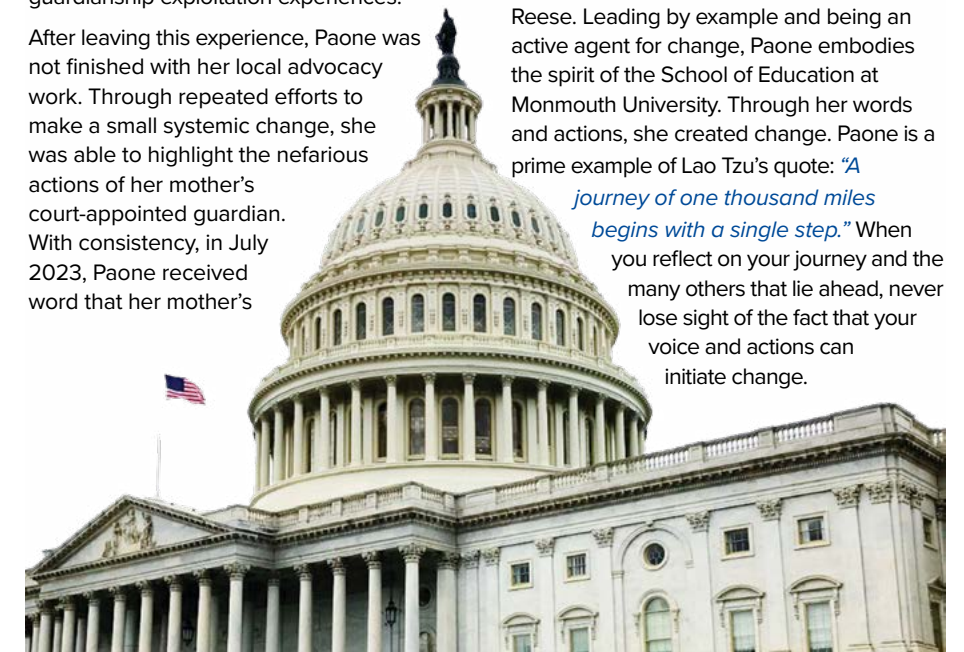 guardianship exploitation experiences.
After leaving this experience, Paone was
not finished with her local advocacy
work. Through repeated efforts to
make a small systemic change, she
was able to highlight the nefarious
actions of her mother’s
court-appointed guardian.
With consistency, in July
2023, Paone received
word that her mother’s
Reese. Leading by example and being an
active agent for change, Paone embodies
the spirit of the School of Education at
Monmouth University. Through her words
and actions, she created change. Paone is a
prime example of Lao Tzu’s quote: “A
journey of one thousand miles
begins with a single step.” When
you reflect on your journey and the
many others that lie ahead, never
lose sight of the fact that your
voice and actions can
initiate change.